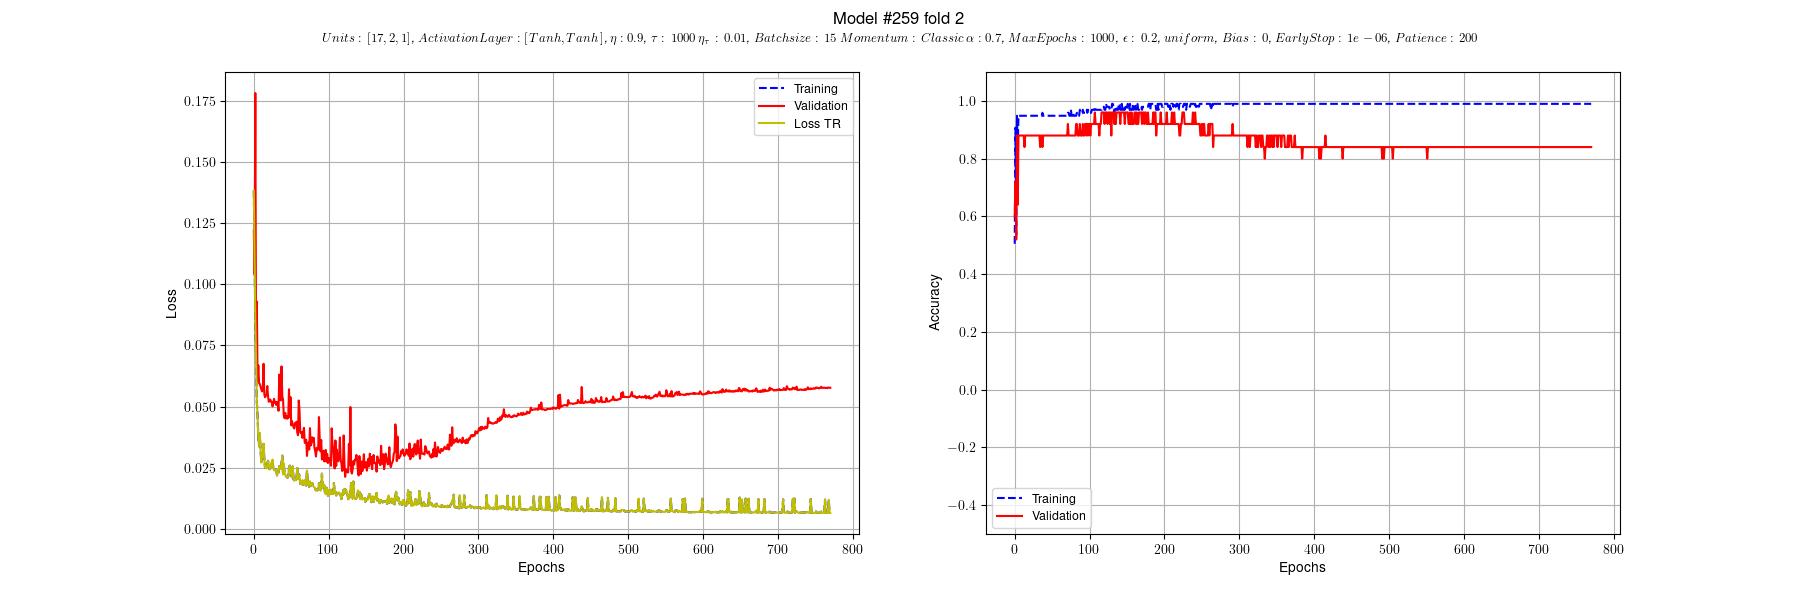 Model #259 fold 2
Units : [17, 2, 1], ActivationLayer : [Tanh, Tanh], η : 0.9, τ : 1000 ητ : 0.01, Batchsize : 15 Momentum : Classic α : 0.7, MaxEpochs : 1000, ϵ : 0.2, uniform, Bias : 0, EarlyStop : 1e − 06, Patience : 200
Loss
0.175
0.150
0.125
0.100
0.075
0.050
0.025
0.000
Training
Validation
Loss TR
0 100 200 300 400 500 600 700 800
Epochs
Accuracy
1.0
0.8
0.6
0.4
0.2
0.0
−0.2
−0.4
Training
Validation
0 100 200 300 400 500 600 700 800
Epochs